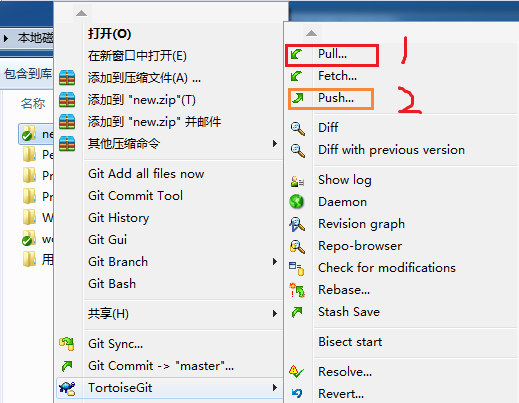 本地磁
包含到库
名称
ne
Pe
Pr
Pr
W
we
用
打开(O)
在新窗口中打开(E)
添加到压缩文件(A) ...
添加到 "new.zip"(T)
添加到 "new.zip" 并邮件
其他压缩命令
Git Add all files now
Git Commit Tool
Git History
Git Gui
Git Branch
Git Bash
共享(H)
Git Sync...
Git Commit -> "master"...
TortoiseGit
Pull...
1
Fetch...
Push...
2
Diff
Diff with previous version
Show log
Daemon
Revision graph
Repo-browser
Check for modifications
Rebase...
Stash Save
Bisect start
Resolve...
Revert...